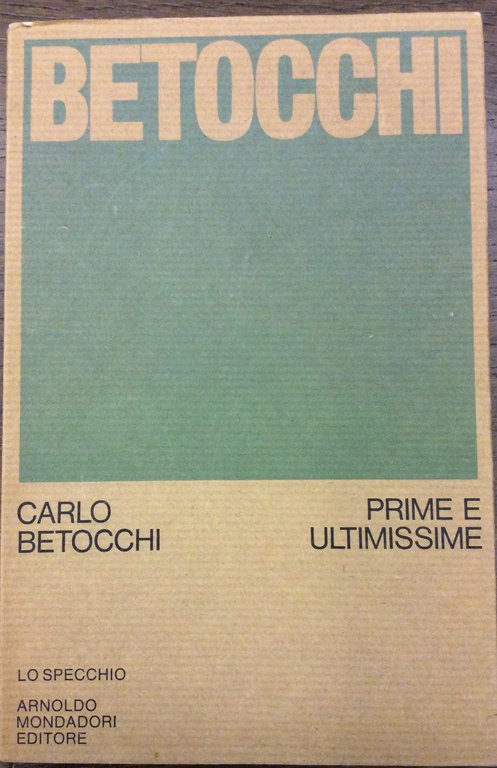 BETOCCHI
CARLO
BETOCCHI
PRIME E
ULTIMISSIME
LO SPECCHIO
ARNOLDO
MONDADORI
EDITORE